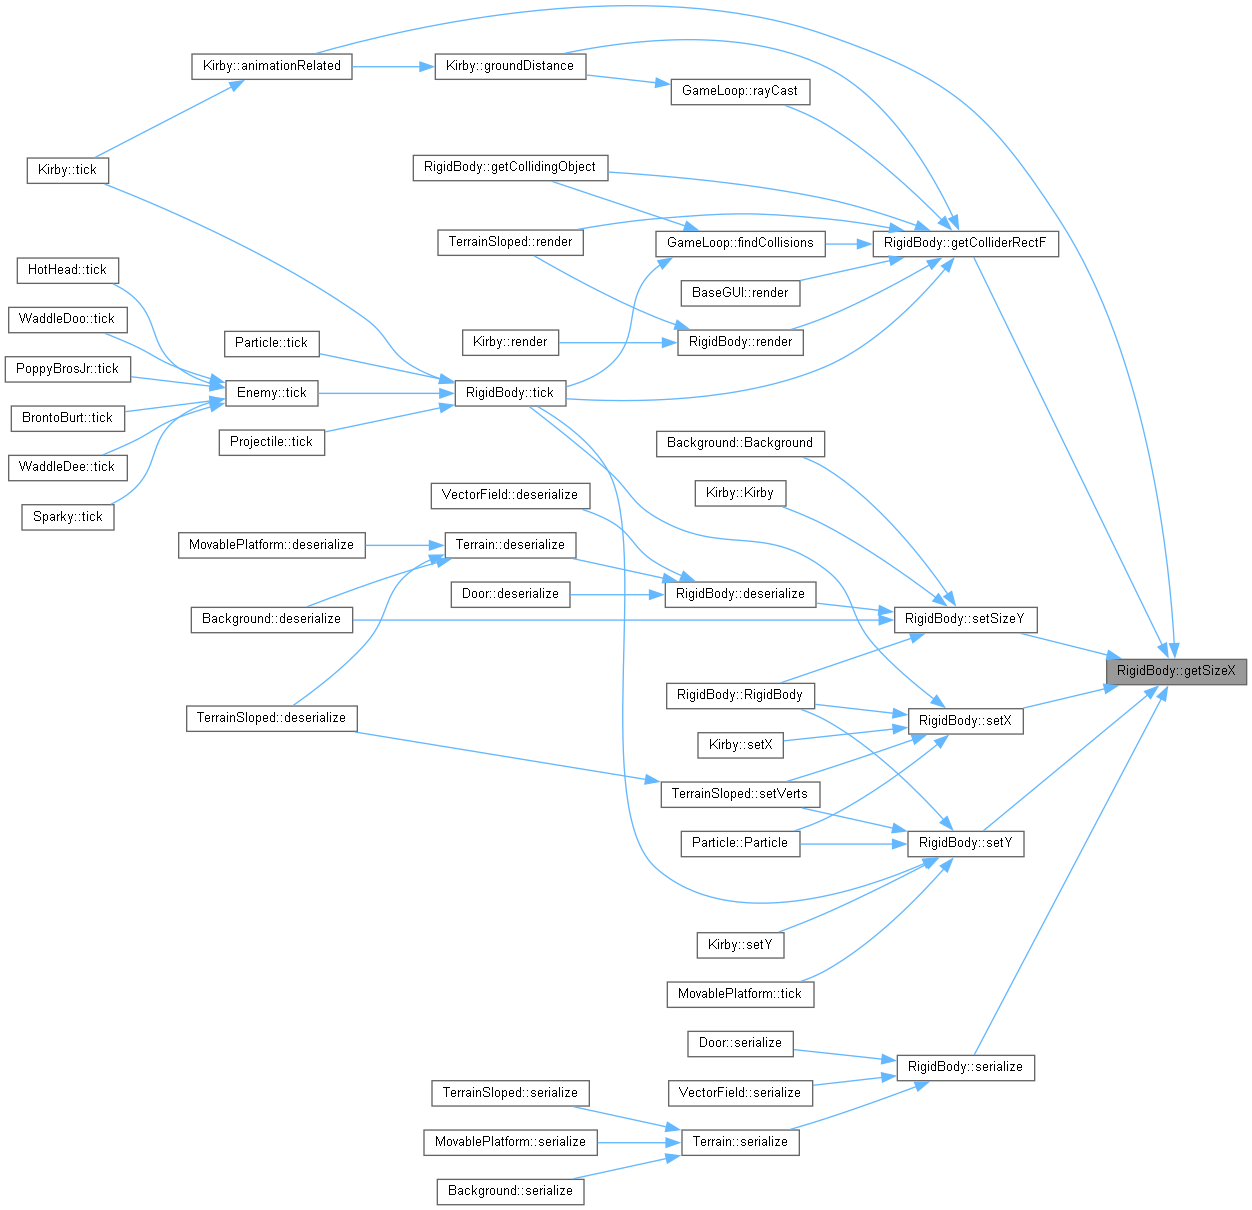 Kirby::animationRelated
Kirby::groundDistance
GameLoop::rayCast
Kirby::tick
RigidBody::getCollidingObject
TerrainSloped::render
GameLoop::findCollisions
RigidBody::getColliderRectF
HotHead::tick
BaseGUI::render
WaddleDoo::tick
Particle::tick
Kirby::render
RigidBody::render
PoppyBrosJr::tick
Enemy::tick
RigidBody::tick
BrontoBurt::tick
Projectile::tick
Background::Background
WaddleDee::tick
VectorField::deserialize
Kirby::Kirby
Sparky::tick
MovablePlatform::deserialize
Terrain::deserialize
Door::deserialize
RigidBody::deserialize
Background::deserialize
RigidBody::setSizeY
RigidBody::getSizeX
RigidBody::RigidBody
TerrainSloped::deserialize
RigidBody::setX
Kirby::setX
TerrainSloped::setVerts
Particle::Particle
RigidBody::setY
Kirby::setY
MovablePlatform::tick
Door::serialize
RigidBody::serialize
TerrainSloped::serialize
VectorField::serialize
MovablePlatform::serialize
Terrain::serialize
Background::serialize